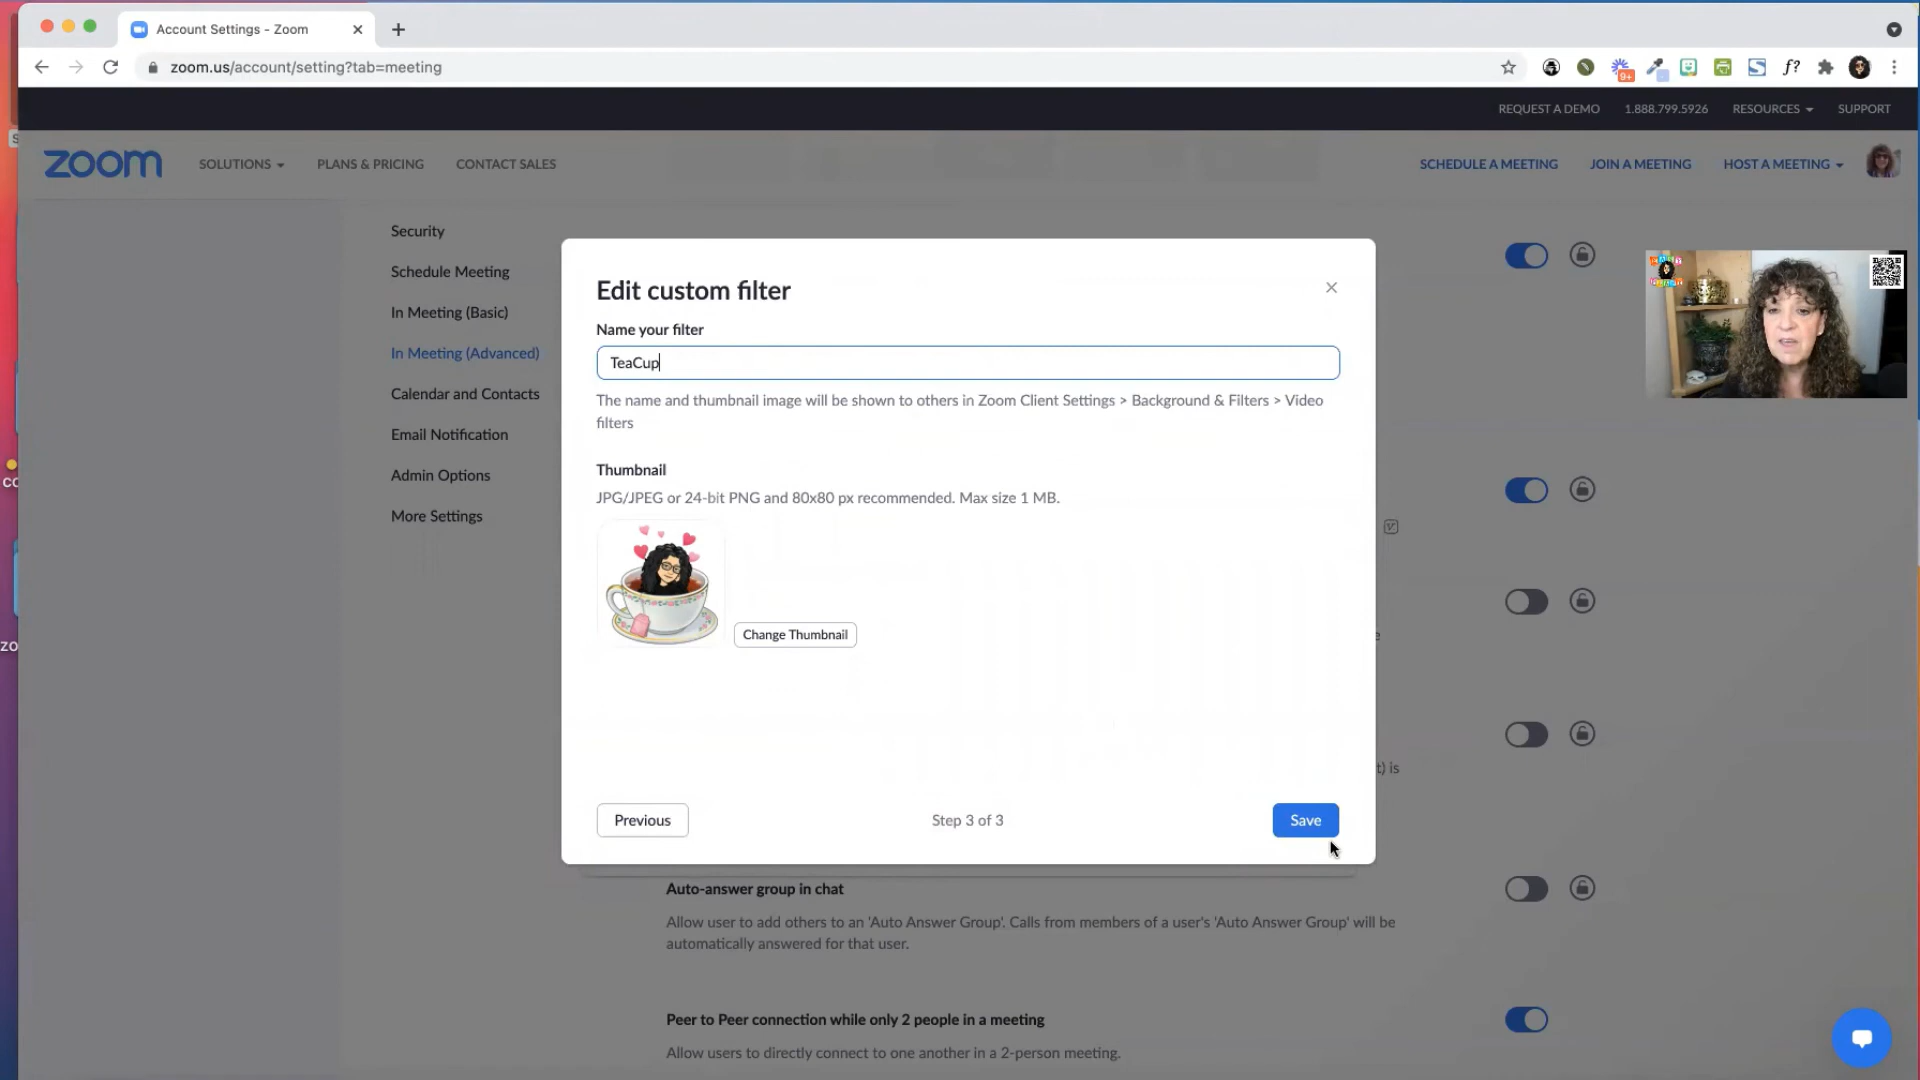 Account Settings - Zoom
zoom.us/account/setting?tab=meeting
9+
f?
REQUEST A DEMO 1.888.799.5926 RESOURCES SUPPORT
zoom SOLUTIONS PLANS & PRICING CONTACT SALES SCHEDULE A MEETING JOIN A MEETING HOST A MEETING
Security
Schedule Meeting
In Meeting (Basic)
In Meeting (Advanced)
Calendar and Contacts
Email Notification
Admin Options
More Settings
Edit custom filter
Name your filter
TeaCup
The name and thumbnail image will be shown to others in Zoom Client Settings > Background & Filters > Video
filters
Thumbnail
JPG/JPEG or 24-bit PNG and 80x80 px recommended. Max size 1 MB.
Change Thumbnail
Previous Step 3 of 3 Save
t) is
Auto-answer group in chat
Allow user to add others to an 'Auto Answer Group'. Calls from members of a user's 'Auto Answer Group' will be
automatically answered for that user.
Peer to Peer connection while only 2 people in a meeting
Allow users to directly connect to one another in a 2-person meeting.